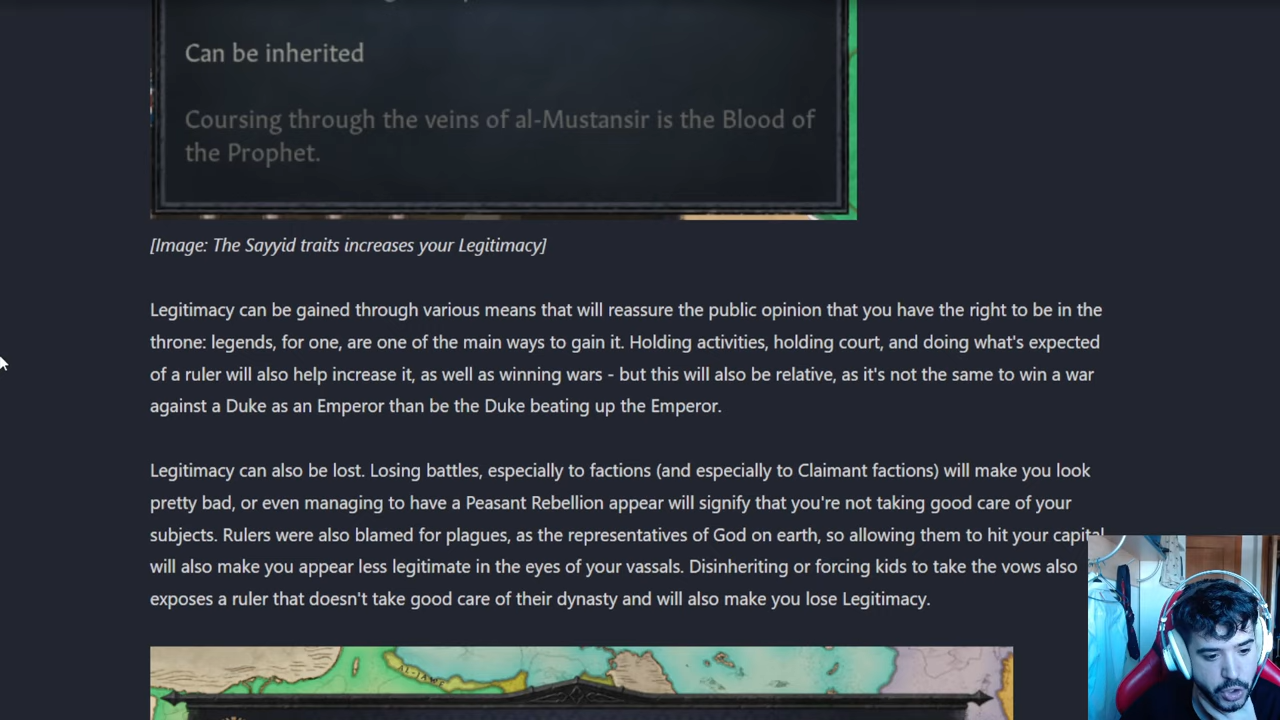 Can be inherited
Coursing through the veins of al-Mustansir is the Blood of
the Prophet.
[Image: The Sayyid traits increases your Legitimacy]
Legitimacy can be gained through various means that will reassure the public opinion that you have the right to be in the
throne: legends, for one, are one of the main ways to gain it. Holding activities, holding court, and doing what's expected
of a ruler will also help increase it, as well as winning wars - but this will also be relative, as it's not the same to win a war
against a Duke as an Emperor than be the Duke beating up the Emperor.
Legitimacy can also be lost. Losing battles, especially to factions (and especially to Claimant factions) will make you look
pretty bad, or even managing to have a Peasant Rebellion appear will signify that you're not taking good care of your
subjects. Rulers were also blamed for plagues, as the representatives of God on earth, so allowing them to hit your capital
will also make you appear less legitimate in the eyes of your vassals. Disinheriting or forcing kids to take the vows also
exposes a ruler that doesn't take good care of their dynasty and will also make you lose Legitimacy.